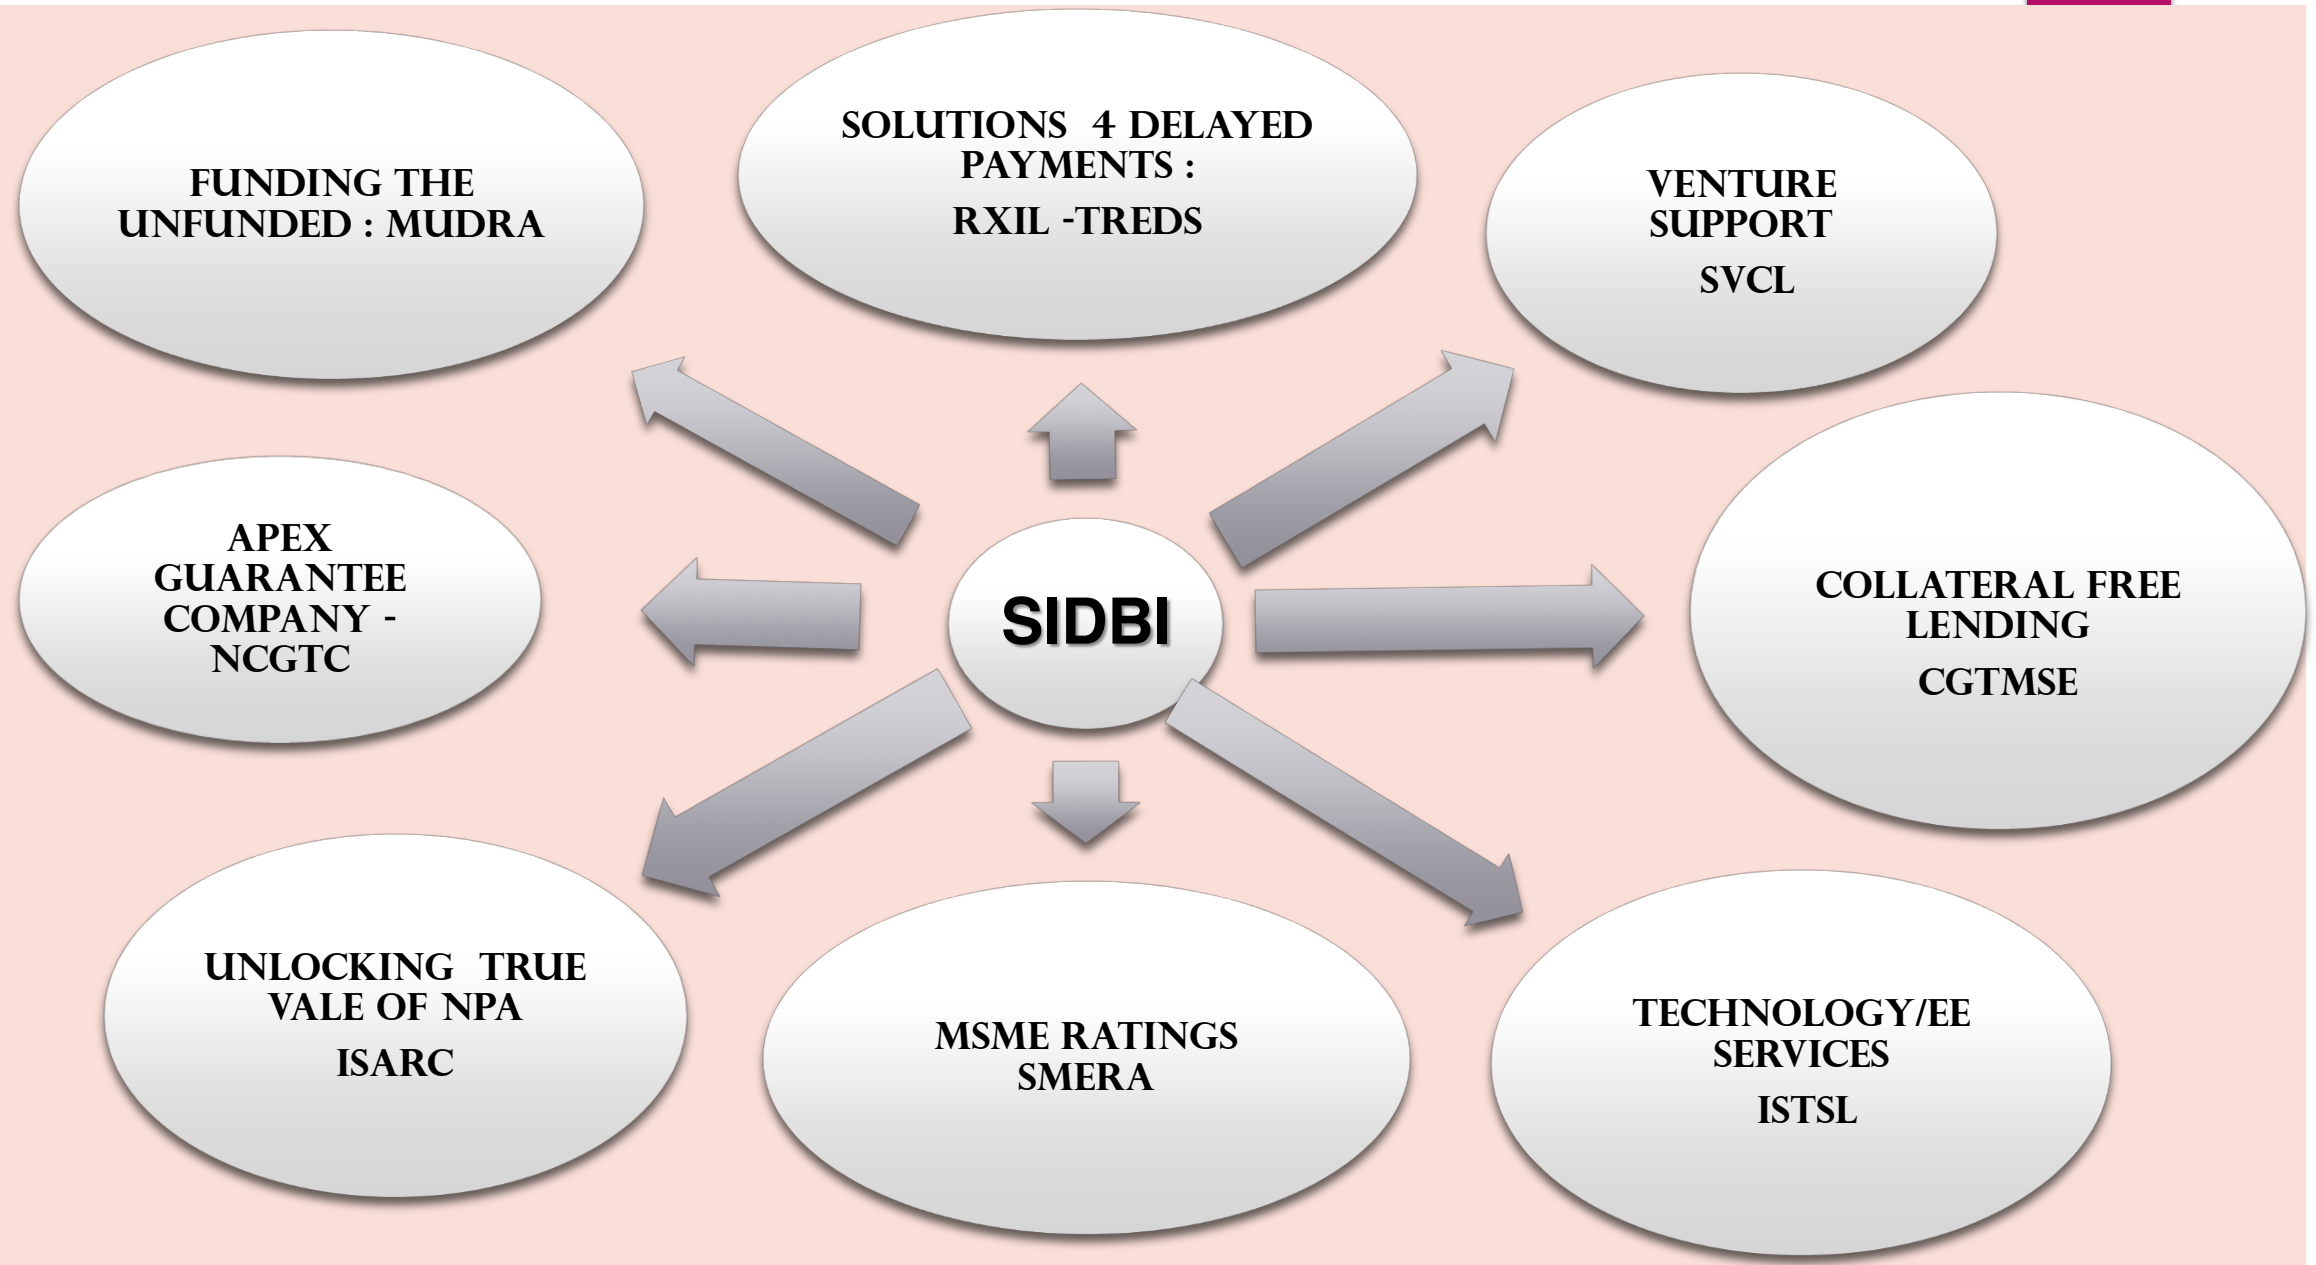 FUNDING THE
UNFUNDED : MUDRA
SOLUTIONS 4 DELAYED
PAYMENTS :
RXIL -TREDS
VENTURE
SUPPORT
SVCL
APEX
GUARANTEE
COMPANY -
NCGTC
SIDBI
COLLATERAL FREE
LENDING
CGTMSE
UNLOCKING TRUE
VALE OF NPA
ISARC
MSME RATINGS
SMERA
TECHNOLOGY/EE
SERVICES
ISTSL